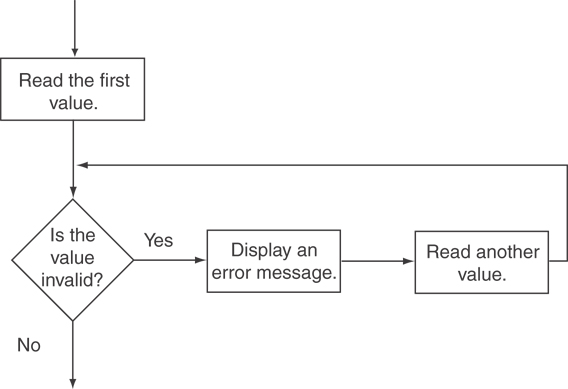 Read the first
value.
Is the
value
invalid?
Yes
Display an
error message.
Read another
value.
No